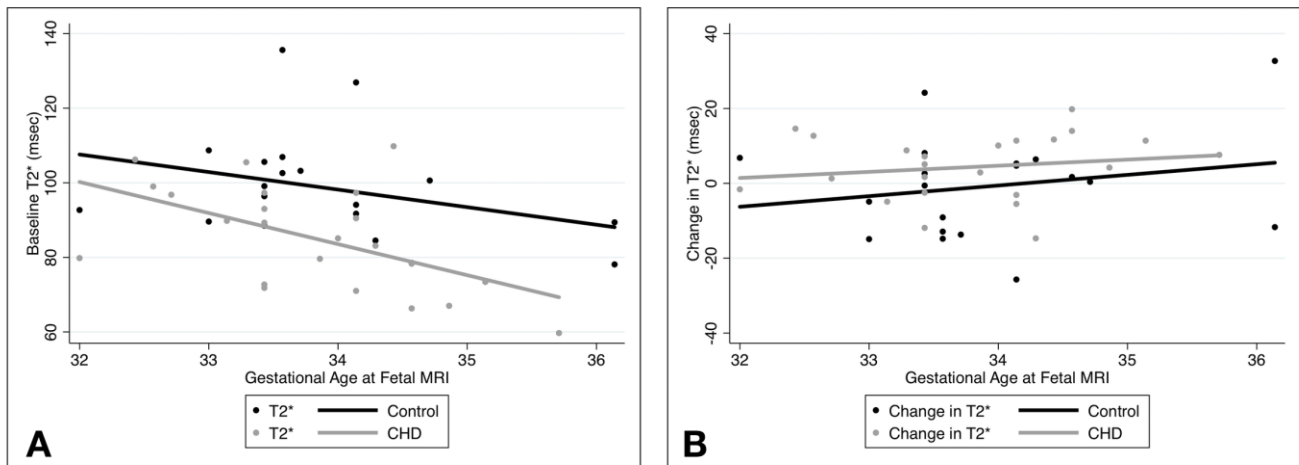 140
120
100
80
60
Baseline T2* (msec)
32 33 34 35 36
Gestational Age at Fetal MRI
T2* Control
T2* CHD
A
40
20
0
-20
-40
Change in T2* (msec)
32 33 34 35 36
Gestational Age at Fetal MRI
Change in T2* Control
Change in T2* CHD
B